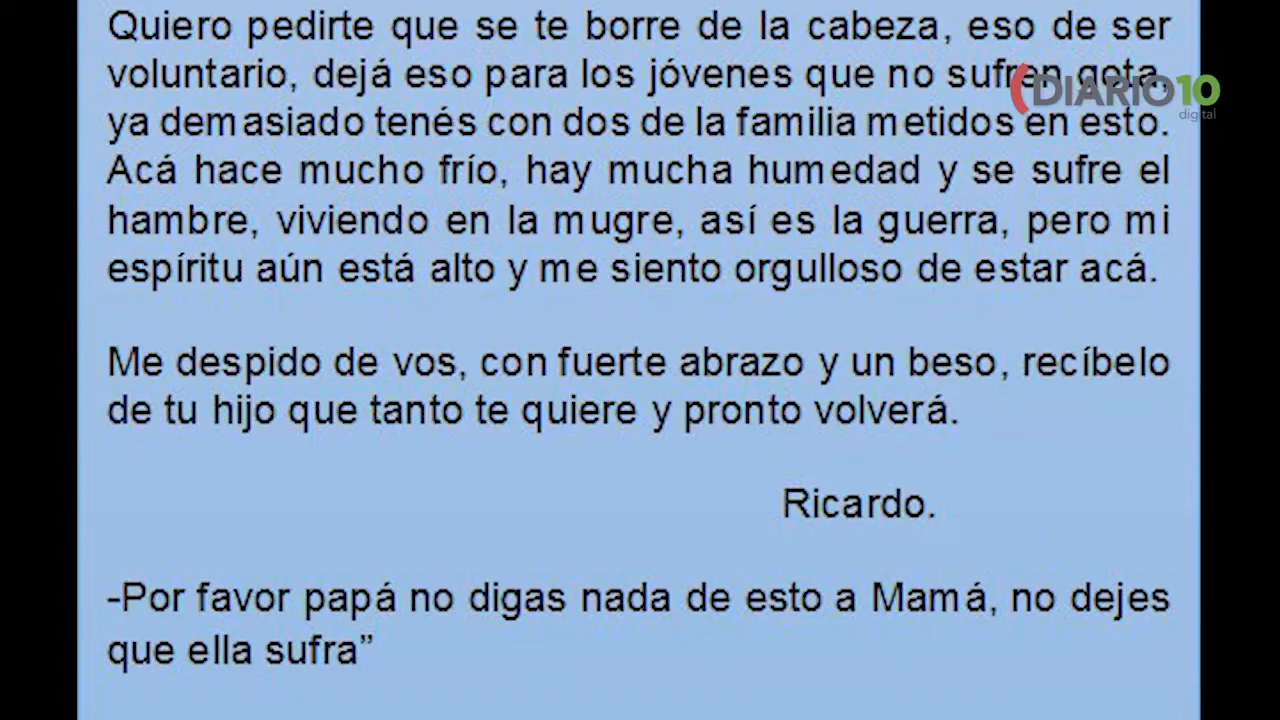 Quiero pedirte que se te borre de la cabeza, eso de ser
voluntario, dejá eso para los jóvenes que no sufren gota,
ya demasiado tenés con dos de la familia metidos en esto.
Acá hace mucho frío, hay mucha humedad y se sufre el
hambre, viviendo en la mugre, así es la guerra, pero mi
espíritu aún está alto y me siento orgulloso de estar acá.
Me despido de vos, con fuerte abrazo y un beso, recíbelo
de tu hijo que tanto te quiere y pronto volverá.
Ricardo.
-Por favor papá no digas nada de esto a Mamá, no dejes
que ella sufra”
DIARIO10
digital